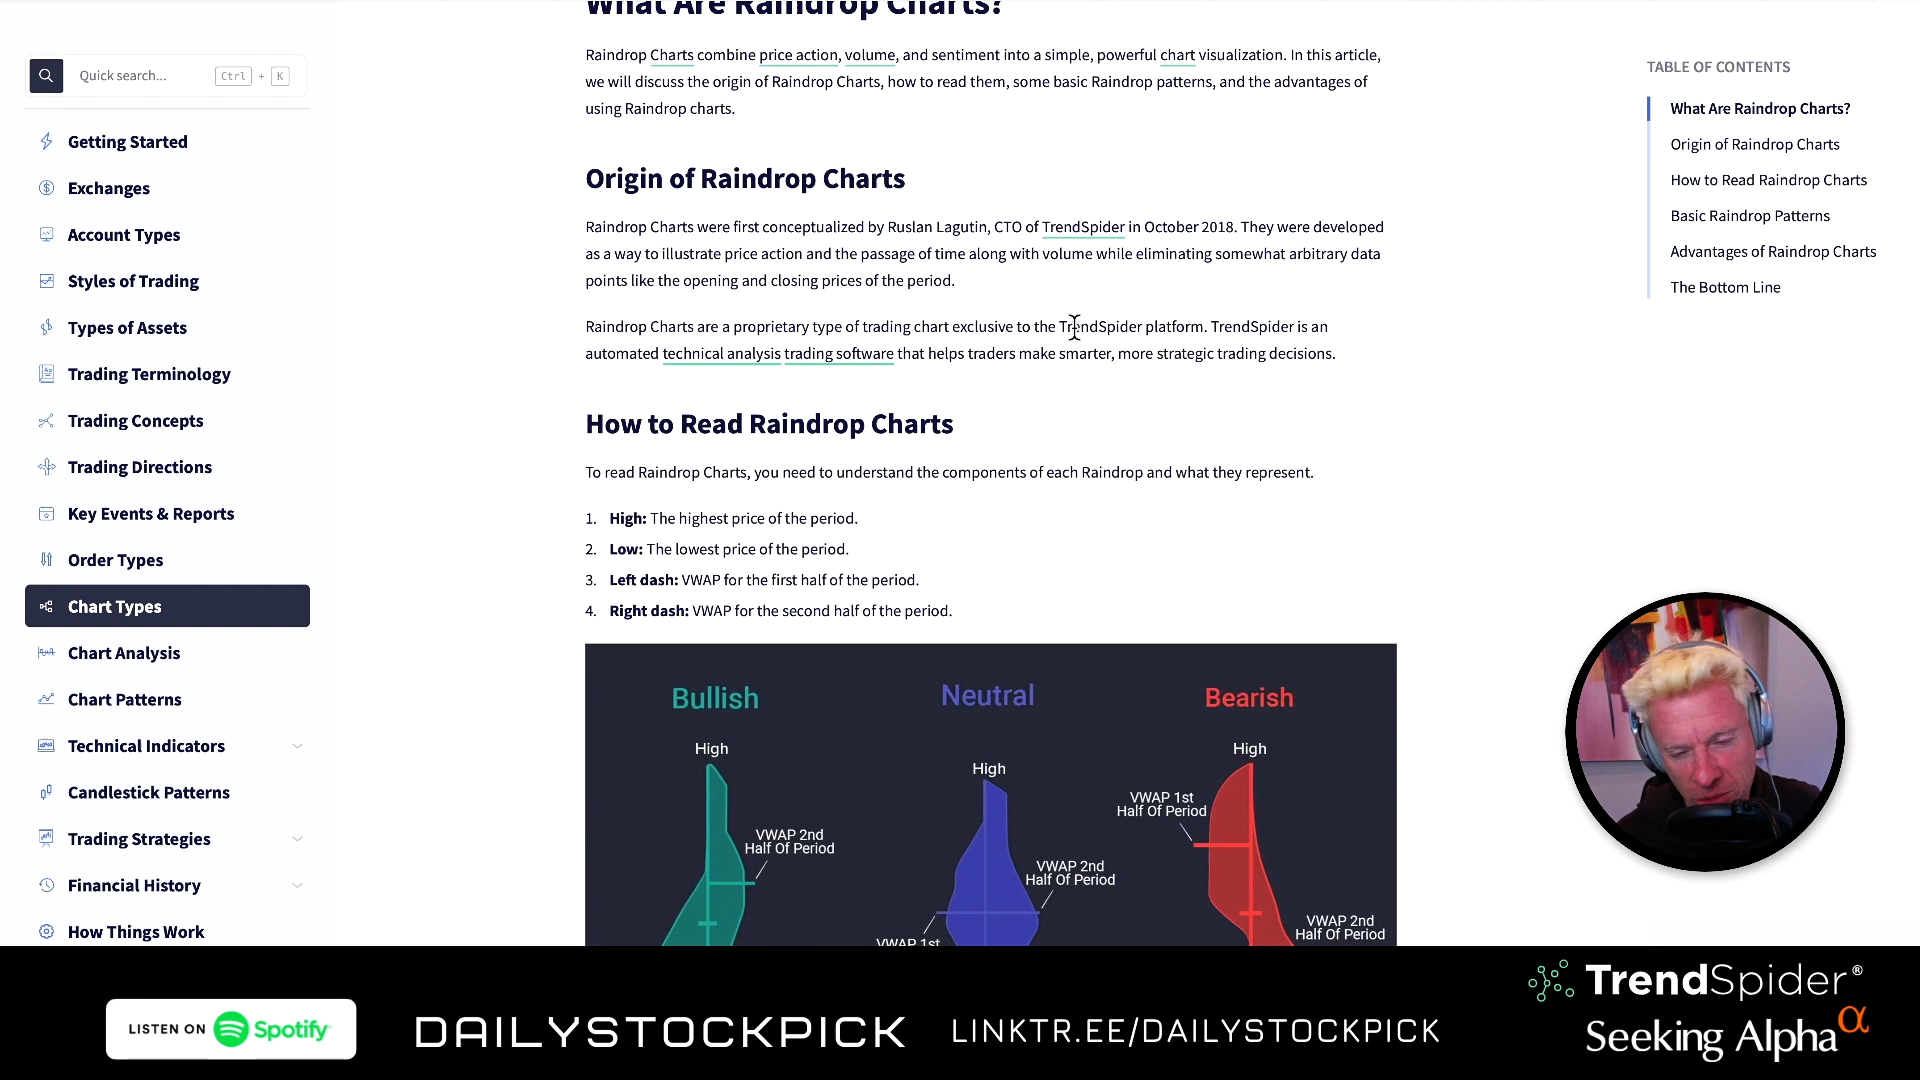 What Are Raindrop Charts?
Quick search...
Ctrl + K
Getting Started
Exchanges
Account Types
Styles of Trading
Types of Assets
Trading Terminology
Trading Concepts
Trading Directions
Key Events & Reports
Order Types
Chart Types
Chart Analysis
Chart Patterns
Technical Indicators
Candlestick Patterns
Trading Strategies
Financial History
How Things Work
Raindrop Charts combine price action, volume, and sentiment into a simple, powerful chart visualization. In this article,
we will discuss the origin of Raindrop Charts, how to read them, some basic Raindrop patterns, and the advantages of
using Raindrop charts.
Origin of Raindrop Charts
Raindrop Charts were first conceptualized by Ruslan Lagutin, CTO of TrendSpider in October 2018. They were developed
as a way to illustrate price action and the passage of time along with volume while eliminating somewhat arbitrary data
points like the opening and closing prices of the period.
Raindrop Charts are a proprietary type of trading chart exclusive to the TrendSpider platform. TrendSpider is an
automated technical analysis trading software that helps traders make smarter, more strategic trading decisions.
How to Read Raindrop Charts
To read Raindrop Charts, you need to understand the components of each Raindrop and what they represent.
1. High: The highest price of the period.
2. Low: The lowest price of the period.
3. Left dash: VWAP for the first half of the period.
4. Right dash: VWAP for the second half of the period.
Bullish
High
VWAP 2nd
Half Of Period
Neutral
High
VWAP 2nd
Half Of Period
VWAP 1st
Bearish
High
VWAP 1st
Half Of Period
VWAP 2nd
Half Of Period
TABLE OF CONTENTS
What Are Raindrop Charts?
Origin of Raindrop Charts
How to Read Raindrop Charts
Basic Raindrop Patterns
Advantages of Raindrop Charts
The Bottom Line
LISTEN ON Spotify
DAILYSTOCKPICK
LINKTR.EE/DAILYSTOCKPICK
TrendSpider®
Seeking Alpha α